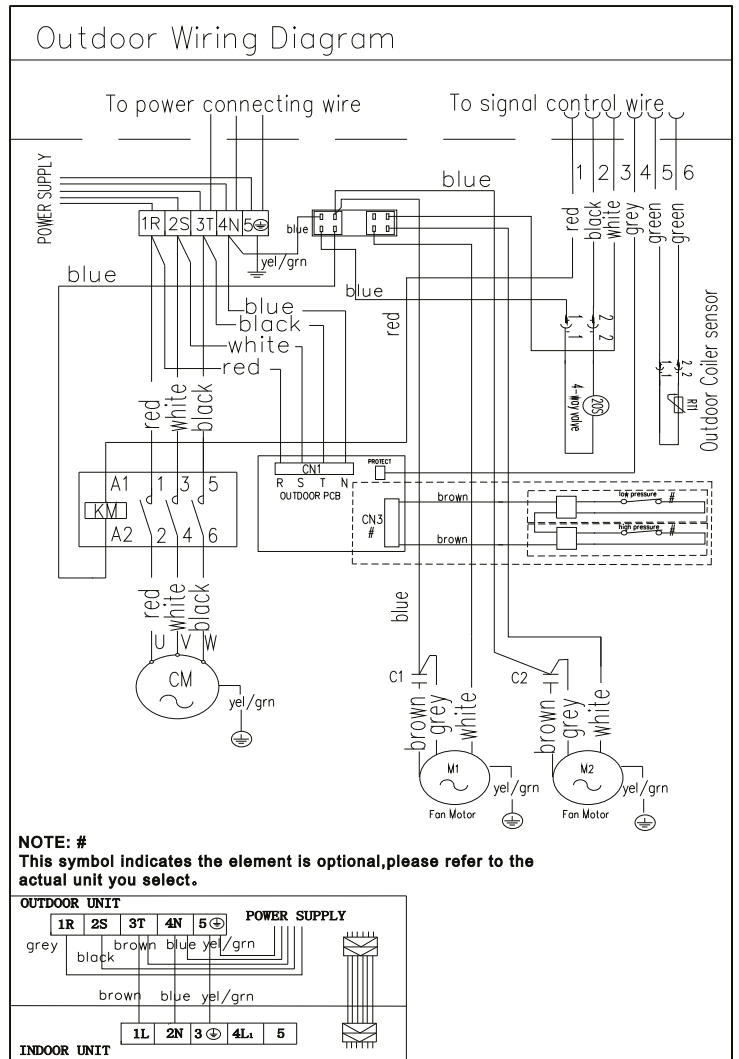 Outdoor Wiring Diagram
To power connecting wire
To signal control wire
POWER SUPPLY
1 2 3 4 5 6
blue
red
black
white
grey
green
green
1R 2S 3T 4N 5
blue
yel/grn
blue
blue
blue
black
white
red
red
1 1
2 2
4-way valve
20S
1 1
2 2
RT1
Outdoor Coiler sensor
red
white
black
A1 1 3 5
KM
A2 2 4 6
CN1
R S T N
OUTDOOR PCB
PROTECT
CN3
#
brown
brown
low pressure #
high pressure #
red
white
black
U V W
CM
yel/grn
blue
C1
brown
grey
white
M1
Fan Motor
yel/grn
C2
brown
grey
white
M2
Fan Motor
yel/grn
NOTE: #
This symbol indicates the element is optional,please refer to the
actual unit you select。
OUTDOOR UNIT
1R 2S 3T 4N 5
POWER SUPPLY
grey
black
brown blue yel/grn
brown blue yel/grn
1L 2N 3 4L1 5
INDOOR UNIT